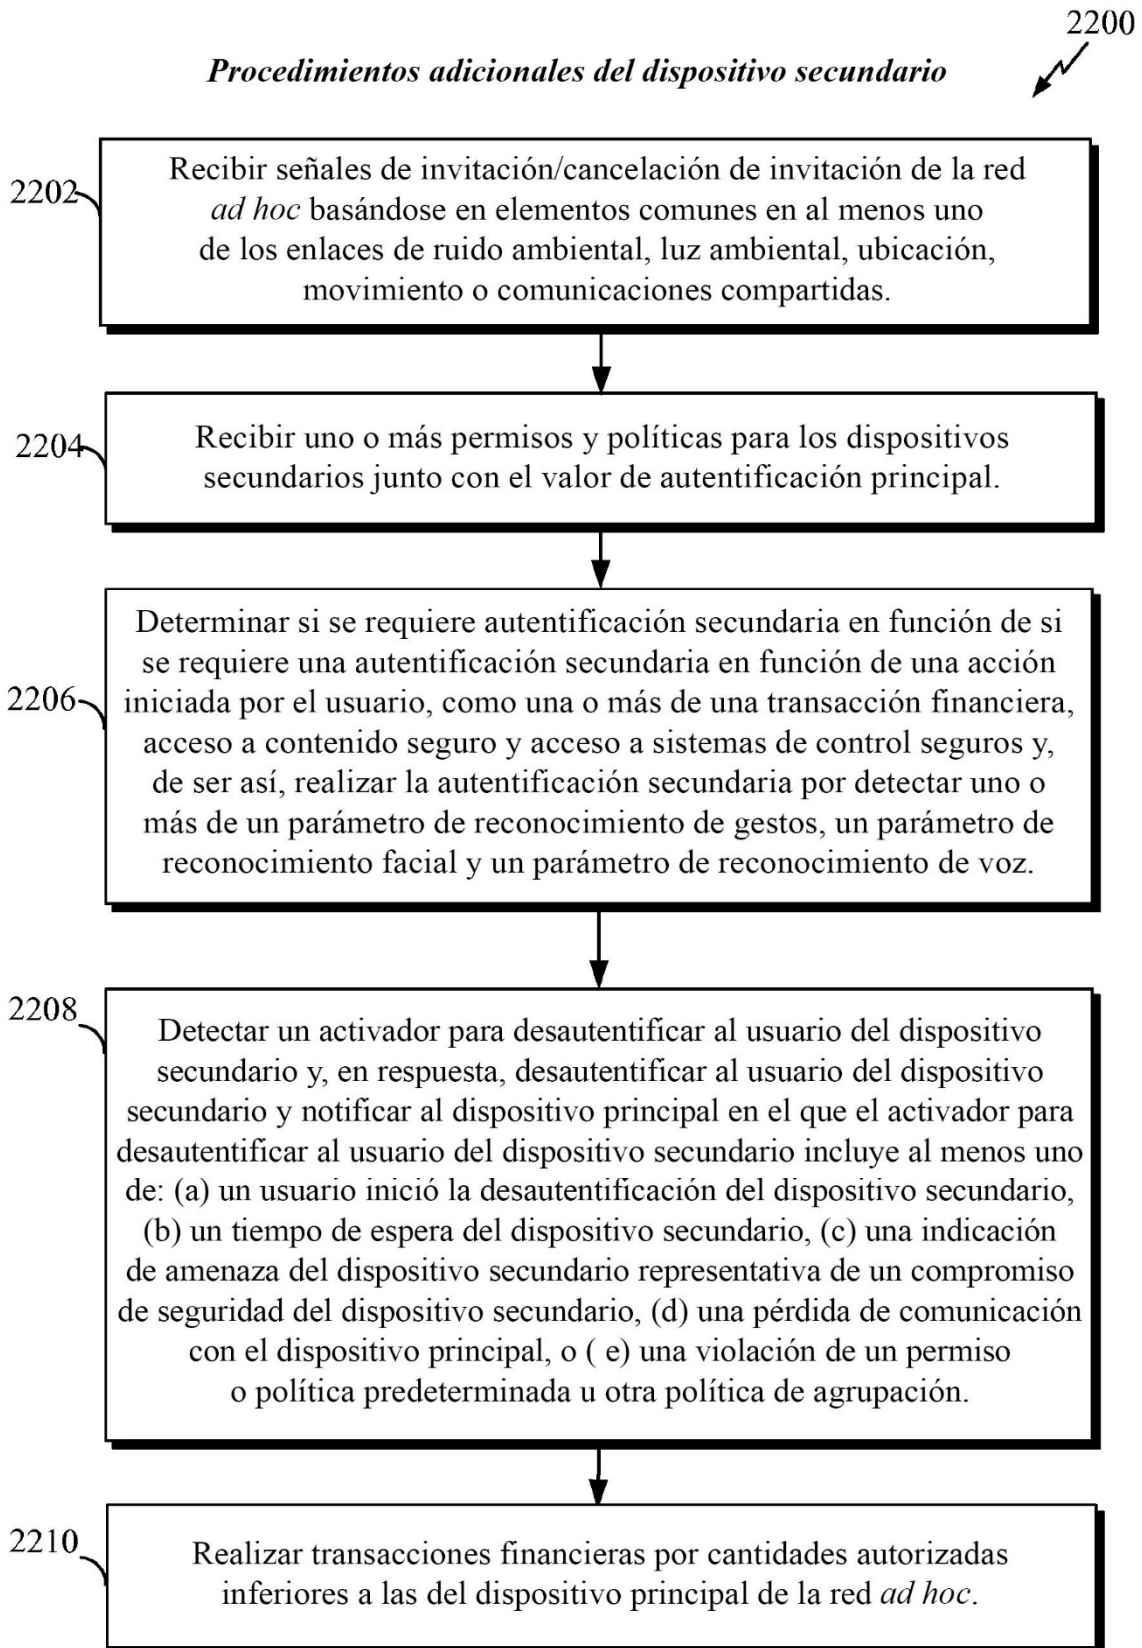 2200
Procedimientos adicionales del dispositivo secundario
2202
Recibir señales de invitación/cancelación de invitación de la red
ad hoc basándose en elementos comunes en al menos uno
de los enlaces de ruido ambiental, luz ambiental, ubicación,
movimiento o comunicaciones compartidas.
2204
Recibir uno o más permisos y políticas para los dispositivos
secundarios junto con el valor de autentificación principal.
2206
Determinar si se requiere autentificación secundaria en función de si
se requiere una autentificación secundaria en función de una acción
iniciada por el usuario, como una o más de una transacción financiera,
acceso a contenido seguro y acceso a sistemas de control seguros y,
de ser así, realizar la autentificación secundaria por detectar uno o
más de un parámetro de reconocimiento de gestos, un parámetro de
reconocimiento facial y un parámetro de reconocimiento de voz.
2208
Detectar un activador para desautentificar al usuario del dispositivo
secundario y, en respuesta, desautentificar al usuario del dispositivo
secundario y notificar al dispositivo principal en el que el activador para
desautentificar al usuario del dispositivo secundario incluye al menos uno
de: (a) un usuario inició la desautentificación del dispositivo secundario,
(b) un tiempo de espera del dispositivo secundario, (c) una indicación
de amenaza del dispositivo secundario representativa de un compromiso
de seguridad del dispositivo secundario, (d) una pérdida de comunicación
con el dispositivo principal, o ( e) una violación de un permiso
o política predeterminada u otra política de agrupación.
2210
Realizar transacciones financieras por cantidades autorizadas
inferiores a las del dispositivo principal de la red ad hoc.